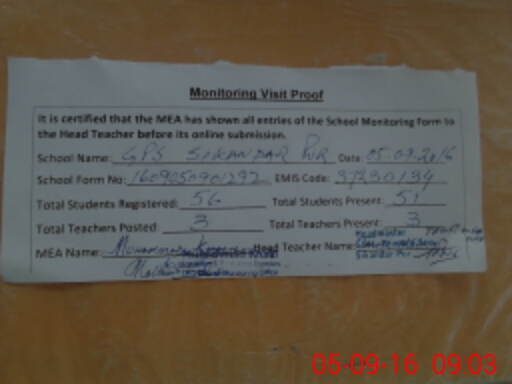 Monitoring Visit Proof
It is certified that the MEA has shown all entries of the School Monitoring Form to
the Head Teacher before its online submission.
School Name: GPS SIKANDAR PUR Date: 05.09.2016
School Form No: EMIS Code: 37230194
Total Students Registered: 56 Total Students Present: 51
Total Teachers Posted: 3 Total Teachers Present: 3
MEA Name: Muhammad Head Teacher Name:
05-09-16 09:03